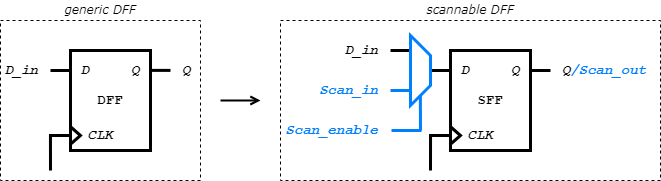 generic DFF
scannable DFF
D_in
D
Q
Q
DFF
CLK
D_in
Scan_in
Scan_enable
D
Q
Q/Scan_out
SFF
CLK